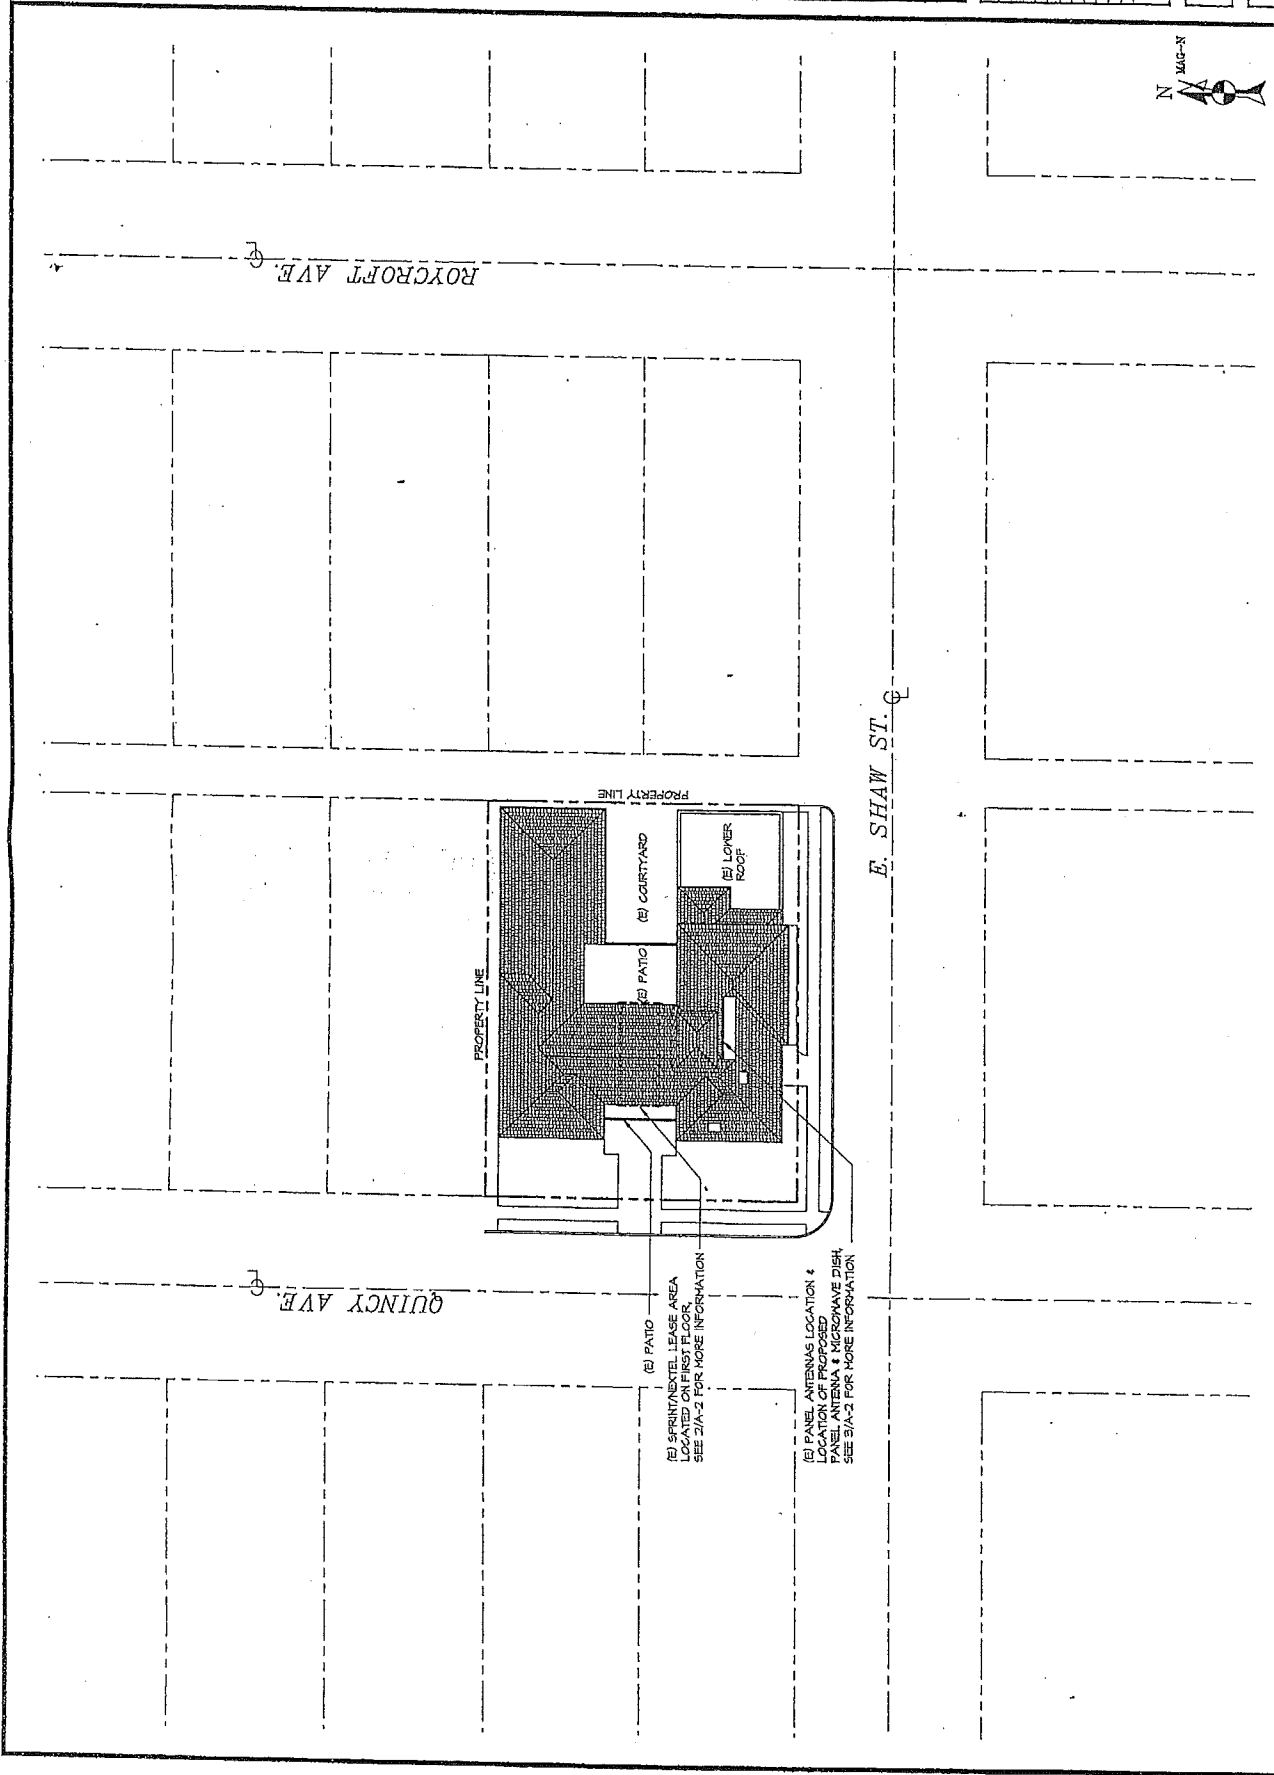 N
MAG-N
ROYCROFT AVE.
PROPERTY LINE
PROPERTY LINE
(E) COURTYARD
(E) LOWER
ROOF
(E) PATIO
E. SHAW ST.
QUINCY AVE.
(E) PATIO
(E) SPRINT/NEXTEL LEASE AREA
LOCATED ON FIRST FLOOR,
SEE 2/A-2 FOR MORE INFORMATION
(E) PANEL ANTENNAS LOCATION &
LOCATION OF PROPOSED
PANEL ANTENNA & MICROWAVE DISH,
SEE 3/A-2 FOR MORE INFORMATION